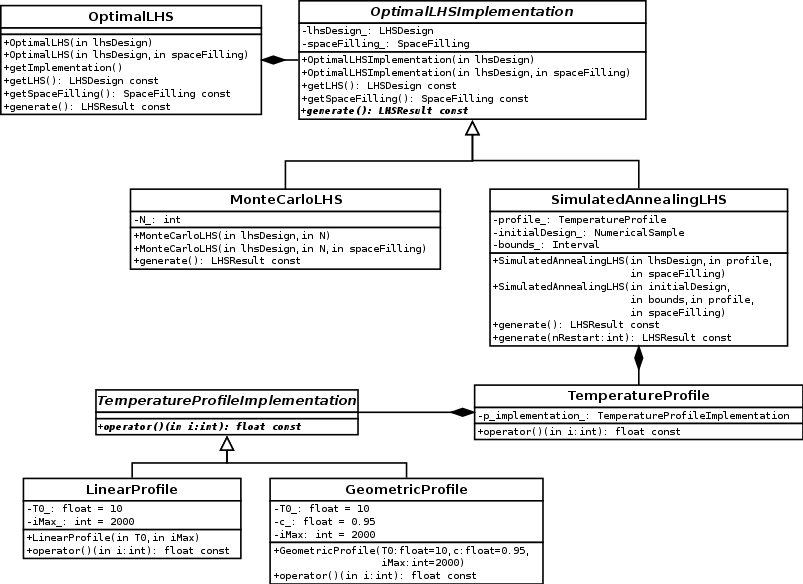 OptimalLHS
+OptimalLHS(in lhsDesign)
+OptimalLHS(in lhsDesign,in spaceFilling)
+getImplementation()
+getLHS(): LHSDesign const
+getSpaceFilling(): SpaceFilling const
+generate(): LHSResult const
OptimalLHSImplementation
-lhsDesign_: LHSDesign
-spaceFilling_: SpaceFilling
+OptimalLHSImplementation(in lhsDesign)
+OptimalLHSImplementation(in lhsDesign,in spaceFilling)
+getLHS(): LHSDesign const
+getSpaceFilling(): SpaceFilling const
+generate(): LHSResult const
MonteCarloLHS
-N_: int
+MonteCarloLHS(in lhsDesign,in N)
+MonteCarloLHS(in lhsDesign,in N,in spaceFilling)
+generate(): LHSResult const
SimulatedAnnealingLHS
-profile_: TemperatureProfile
-initialDesign_: NumericalSample
-bounds_: Interval
+SimulatedAnnealingLHS(in lhsDesign,in profile,
in spaceFilling)
+SimulatedAnnealingLHS(in initialDesign,
in bounds,in profile,
in spaceFilling)
+generate(): LHSResult const
+generate(nRestart:int): LHSResult const
TemperatureProfileImplementation
+operator()(in i:int): float const
TemperatureProfile
-p_implementation_: TemperatureProfileImplementation
+operator()(in i:int): float const
LinearProfile
-T0_: float = 10
-iMax_: int = 2000
+LinearProfile(in T0,in iMax)
+operator()(in i:int): float const
GeometricProfile
-T0_: float = 10
-c_: float = 0.95
-iMax: int = 2000
+GeometricProfile(T0:float=10,c:float=0.95,
iMax:int=2000)
+operator()(in i:int): float const